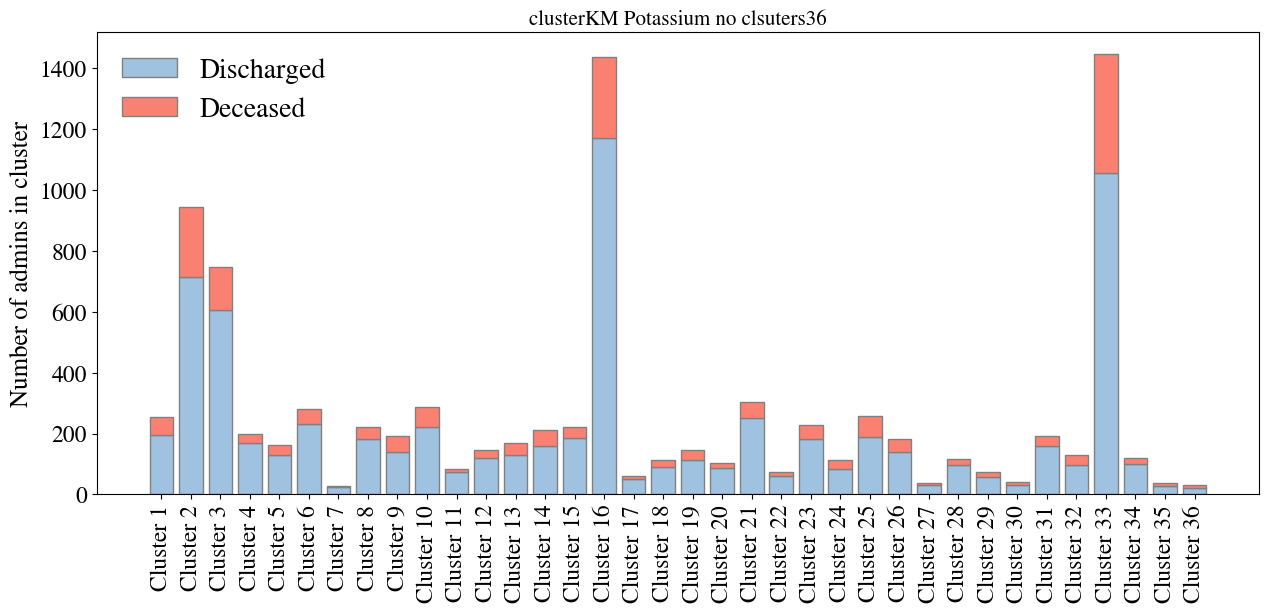 clusterKM Potassium no clsuters36
Discharged
Deceased
Number of admins in cluster
1400
1200
1000
800
600
400
200
0
Cluster 1
Cluster 2
Cluster 3
Cluster 4
Cluster 5
Cluster 6
Cluster 7
Cluster 8
Cluster 9
Cluster 10
Cluster 11
Cluster 12
Cluster 13
Cluster 14
Cluster 15
Cluster 16
Cluster 17
Cluster 18
Cluster 19
Cluster 20
Cluster 21
Cluster 22
Cluster 23
Cluster 24
Cluster 25
Cluster 26
Cluster 27
Cluster 28
Cluster 29
Cluster 30
Cluster 31
Cluster 32
Cluster 33
Cluster 34
Cluster 35
Cluster 36